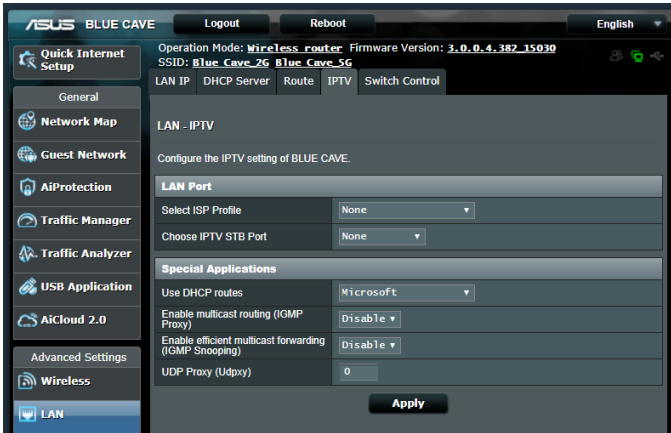 ASUS BLUE CAVE Logout Reboot English
Quick Internet Setup
Operation Mode: Wireless router Firmware Version: 3.0.0.4.382_15030
SSID: Blue Cave_2G Blue Cave_5G
LAN IP DHCP Server Route IPTV Switch Control
General
Network Map
Guest Network
AiProtection
Traffic Manager
Traffic Analyzer
USB Application
AiCloud 2.0
Advanced Settings
Wireless
LAN
LAN - IPTV
Configure the IPTV setting of BLUE CAVE.
LAN Port
Select ISP Profile None
Choose IPTV STB Port None
Special Applications
Use DHCP routes Microsoft
Enable multicast routing (IGMP Proxy) Disable
Enable efficient multicast forwarding (IGMP Snooping) Disable
UDP Proxy (Udpxy) 0
Apply